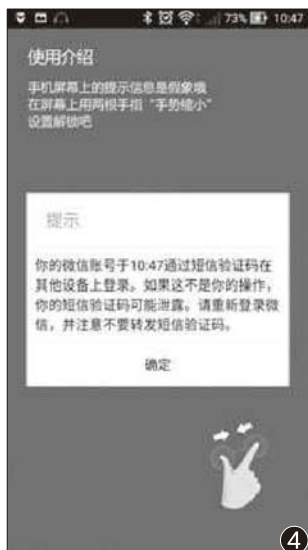 73% 10:47
使用介绍
手机屏幕上的提示信息是假象哦
在屏幕上用两根手指“手势缩小”
设置解锁吧
提示
你的微信账号于10:47通过短信验证码在
其他设备上登录。如果这不是你的操作，
你的短信验证码可能泄露。请重新登录微
信，并注意不要转发短信验证码。
确定
4